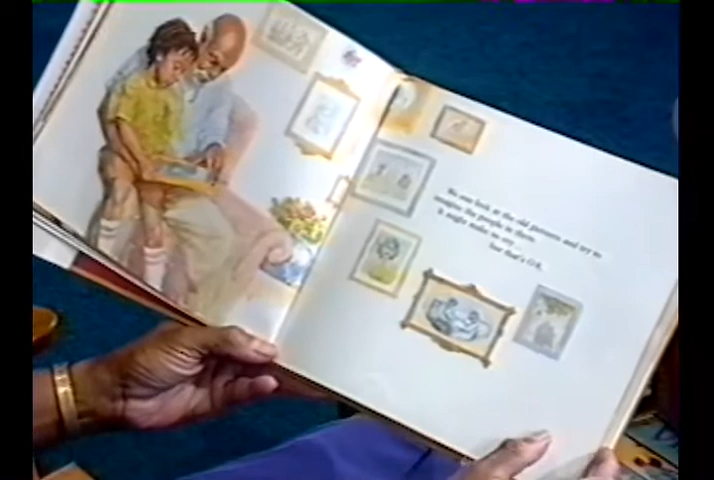 We may look at the old pictures and try to
imagine the people in them.
It might make us cry...
but that's O.K.